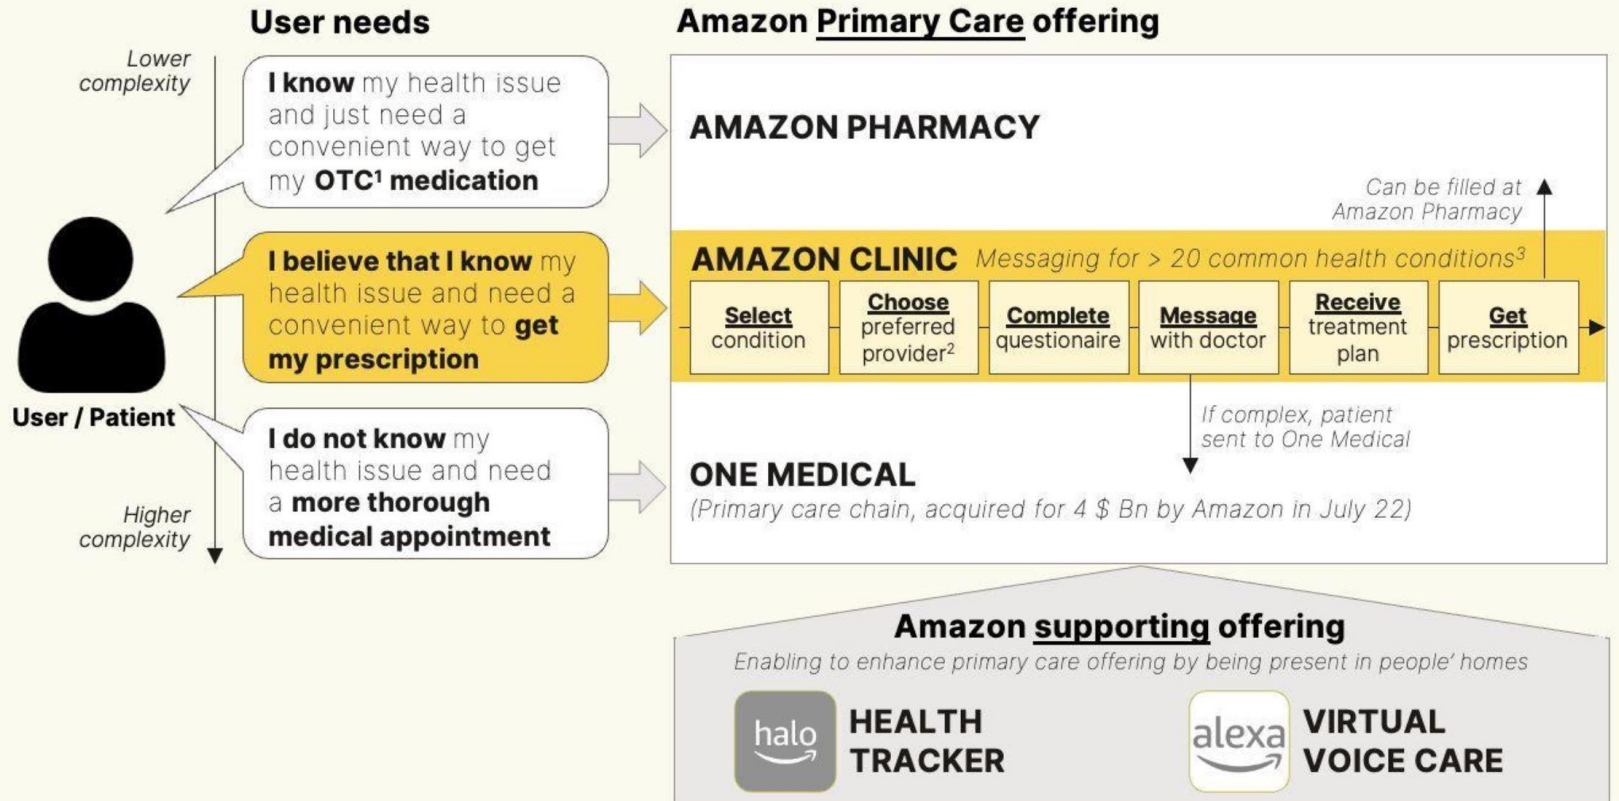 User needs
Amazon Primary Care offering
Lower
complexity
I know my health issue
and just need a
convenient way to get
my OTC¹ medication
AMAZON PHARMACY
Can be filled at
Amazon Pharmacy
I believe that I know my
health issue and need a
convenient way to get
my prescription
AMAZON CLINIC Messaging for > 20 common health conditions³
Select
condition
Choose
preferred
provider²
Complete
questionaire
Message
with doctor
Receive
treatment
plan
Get
prescription
User / Patient
If complex, patient
sent to One Medical
I do not know my
health issue and need
a more thorough
medical appointment
Higher
complexity
ONE MEDICAL
(Primary care chain, acquired for 4 $ Bn by Amazon in July 22)
Amazon supporting offering
Enabling to enhance primary care offering by being present in people' homes
halo
HEALTH
TRACKER
alexa
VIRTUAL
VOICE CARE